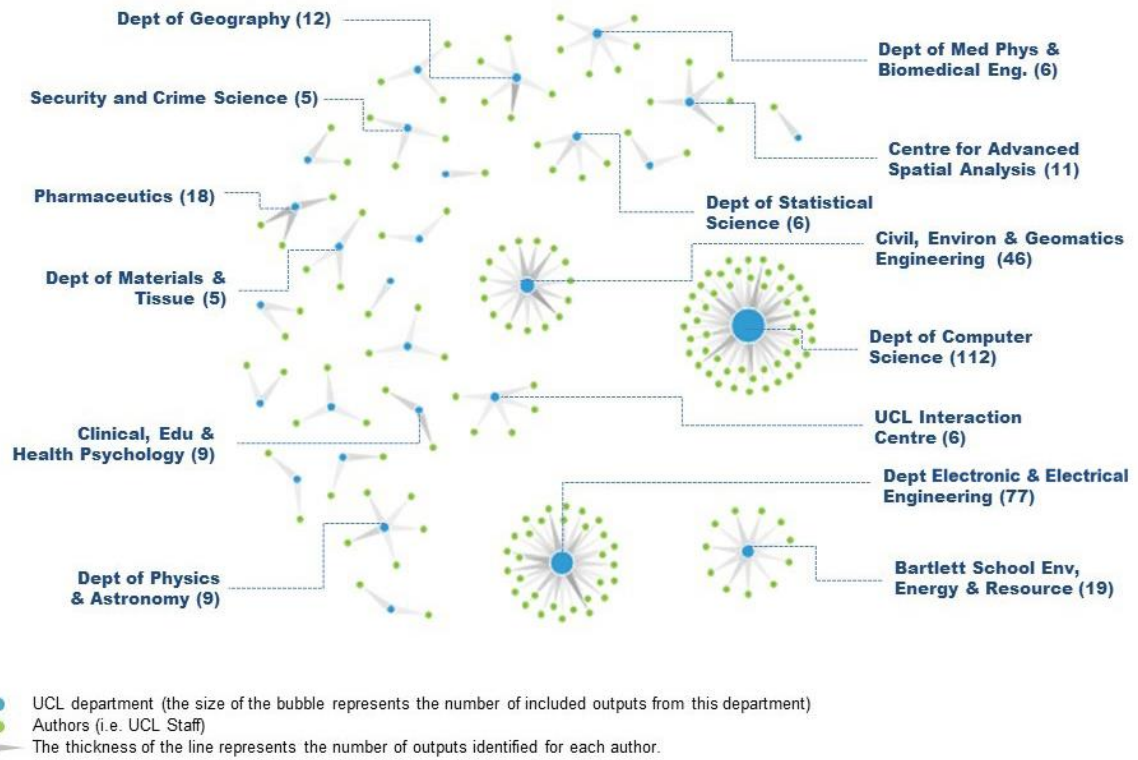 Dept of Geography (12)
Dept of Med Phys &
Biomedical Eng. (6)
Security and Crime Science (5)
Centre for Advanced
Spatial Analysis (11)
Pharmaceutics (18)
Dept of Statistical
Science (6)
Civil, Environ & Geomatics
Engineering (46)
Dept of Materials &
Tissue (5)
Dept of Computer
Science (112)
UCL Interaction
Centre (6)
Clinical, Edu &
Health Psychology (9)
Dept Electronic & Electrical
Engineering (77)
Bartlett School Env,
Energy & Resource (19)
Dept of Physics
& Astronomy (9)
UCL department (the size of the bubble represents the number of included outputs from this department)
Authors (i.e. UCL Staff)
The thickness of the line represents the number of outputs identified for each author.